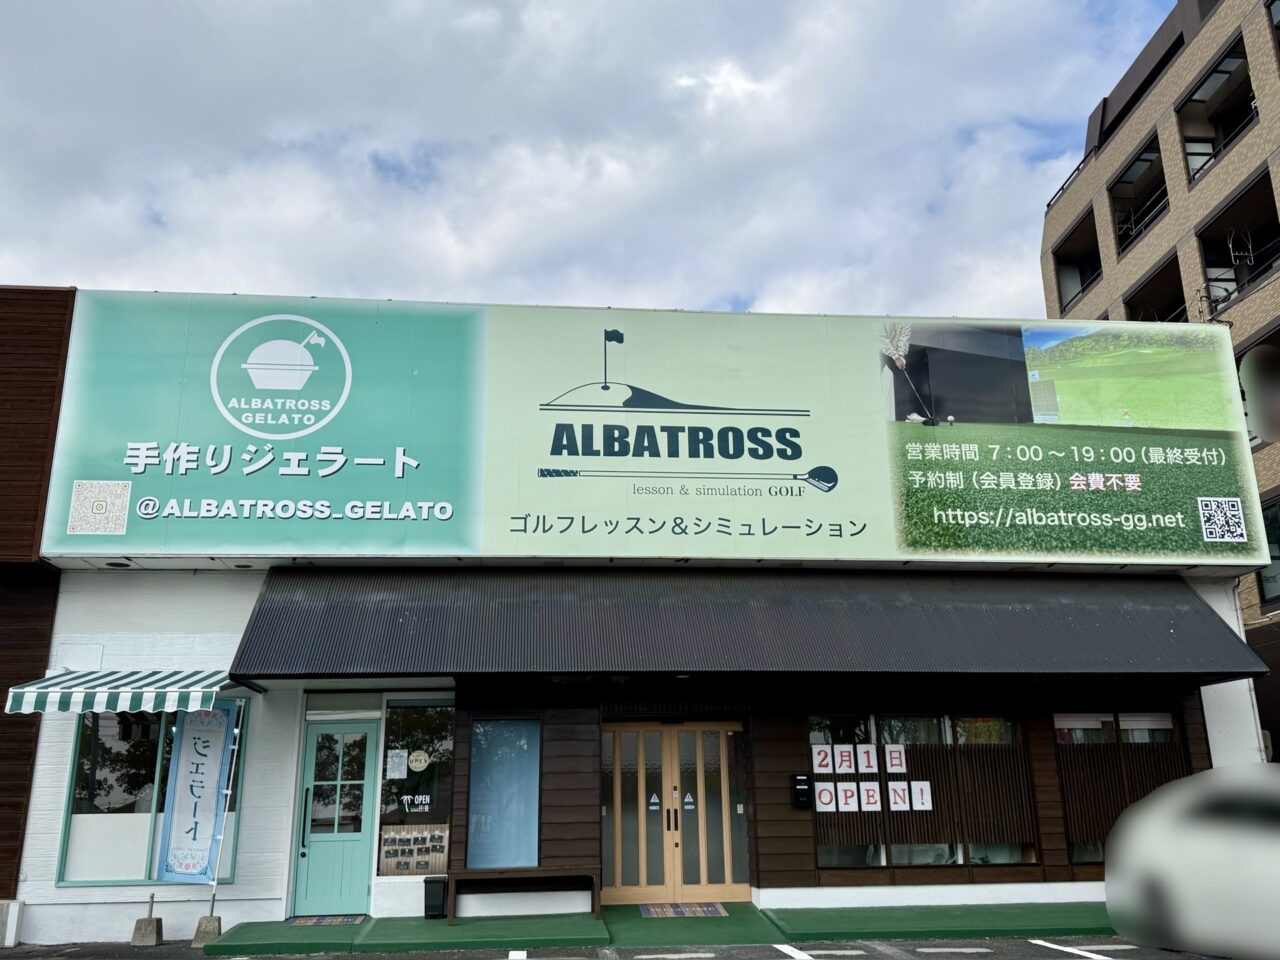 ALBATROSS
GELATO
手作りジェラート
@ALBATROSS_GELATO
ALBATROSS
lesson & simulation GOLF
ゴルフレッスン&シミュレーション
営業時間 7:00~19:00(最終受付)
予約制(会員登録)会費不要
https://albatross-gg.net
ジェラート
OPEN
OPEN
2月1日
OPEN!